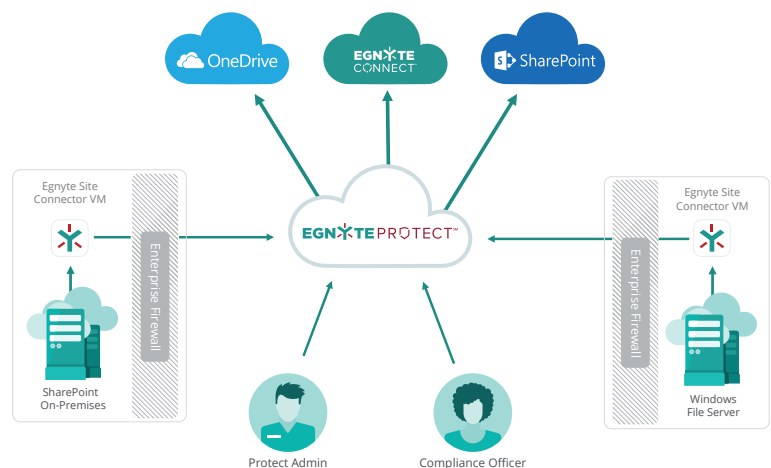 OneDrive
EGNYTE
CONNECT
SharePoint
Egnyte Site
Connector VM
Enterprise Firewall
SharePoint
On-Premises
EGNYTE PROTECT℠
Egnyte Site
Connector VM
Enterprise Firewall
Windows
File Server
Protect Admin
Compliance Officer